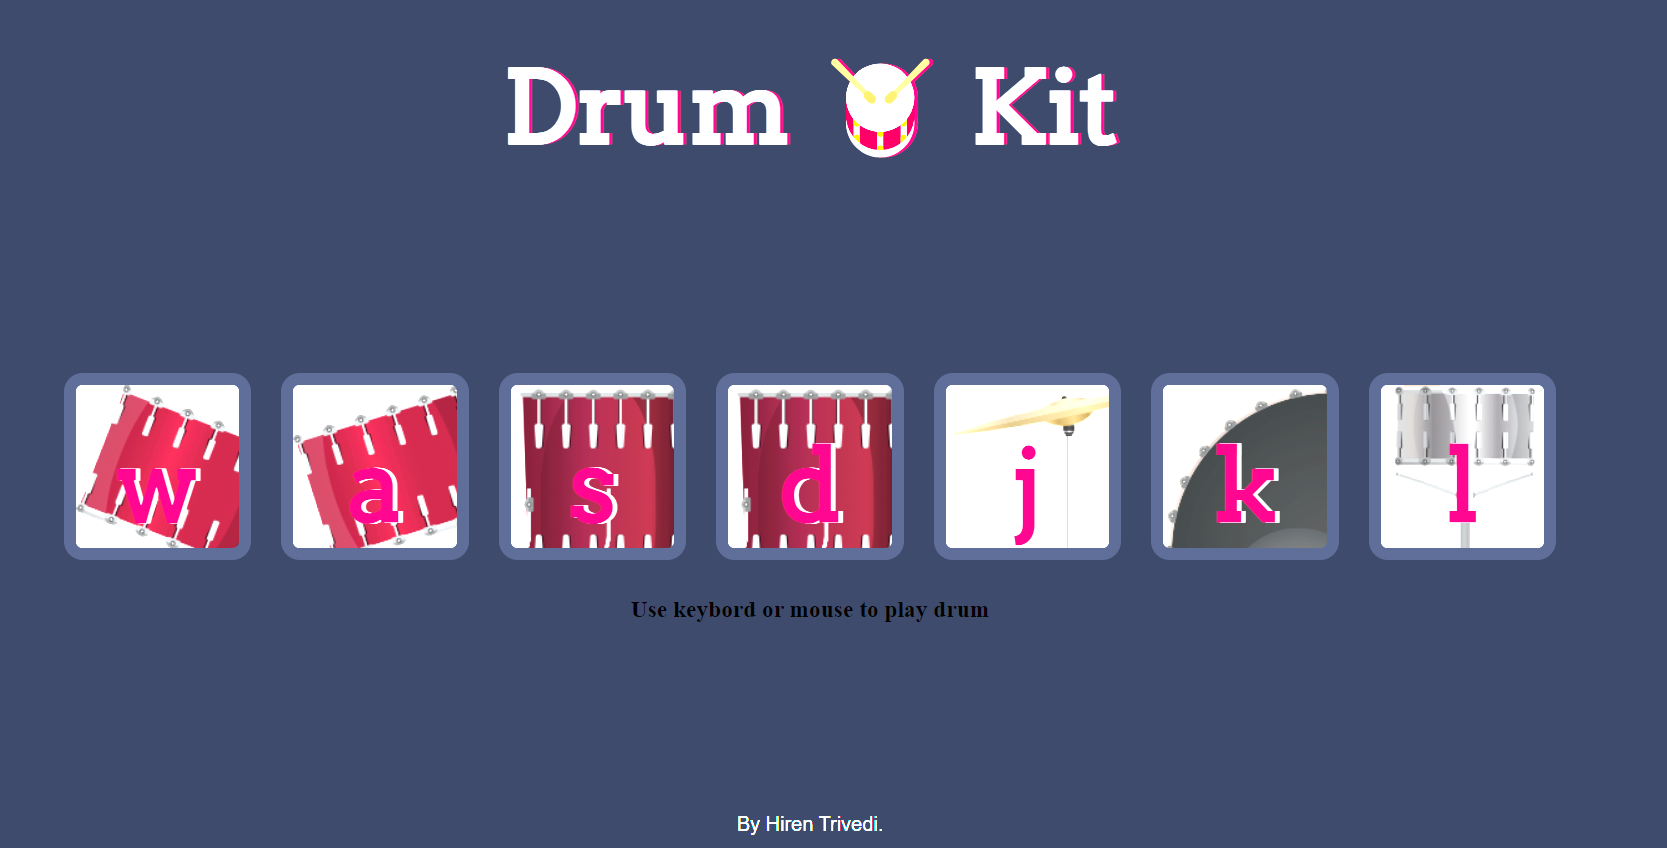 Drum Kit
w a s d j k l
Use keybord or mouse to play drum
By Hiren Trivedi.